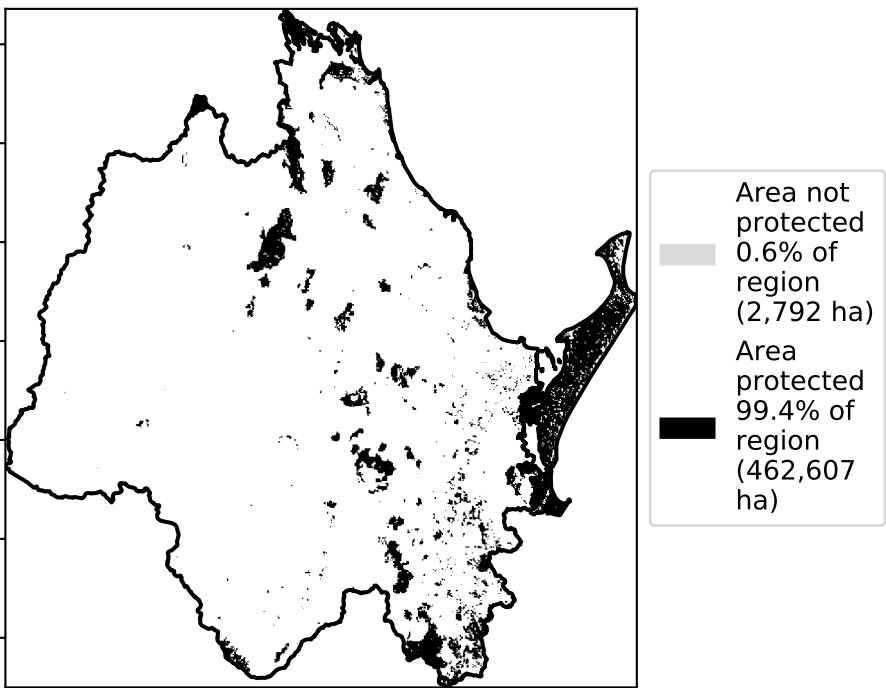 Area not
protected
0.6% of
region
(2,792 ha)
Area
protected
99.4% of
region
(462,607
ha)